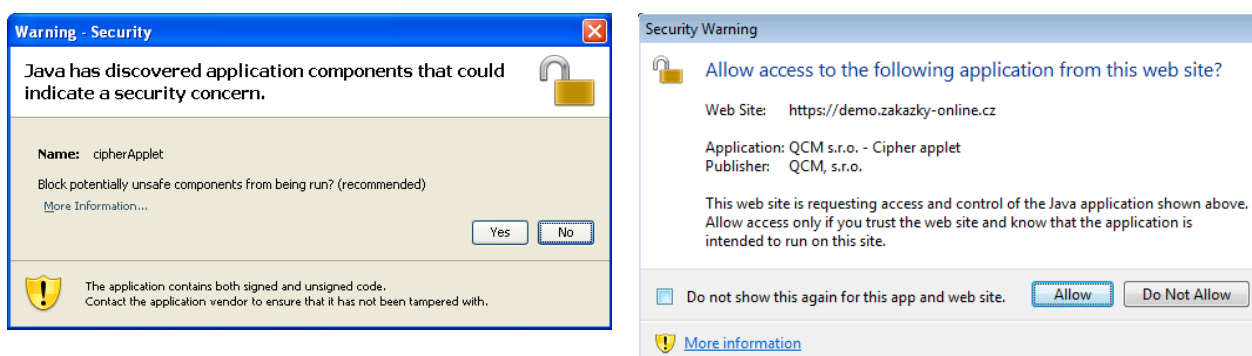 Warning - Security
Java has discovered application components that could
indicate a security concern.
Name: cipherApplet
Block potentially unsafe components from being run? (recommended)
More Information...
Yes No
The application contains both signed and unsigned code.
Contact the application vendor to ensure that it has not been tampered with.
Security Warning
Allow access to the following application from this web site?
Web Site: https://demo.zakazky-online.cz
Application: QCM s.r.o. - Cipher applet
Publisher: QCM, s.r.o.
This web site is requesting access and control of the Java application shown above.
Allow access only if you trust the web site and know that the application is
intended to run on this site.
Do not show this again for this app and web site. Allow Do Not Allow
More information